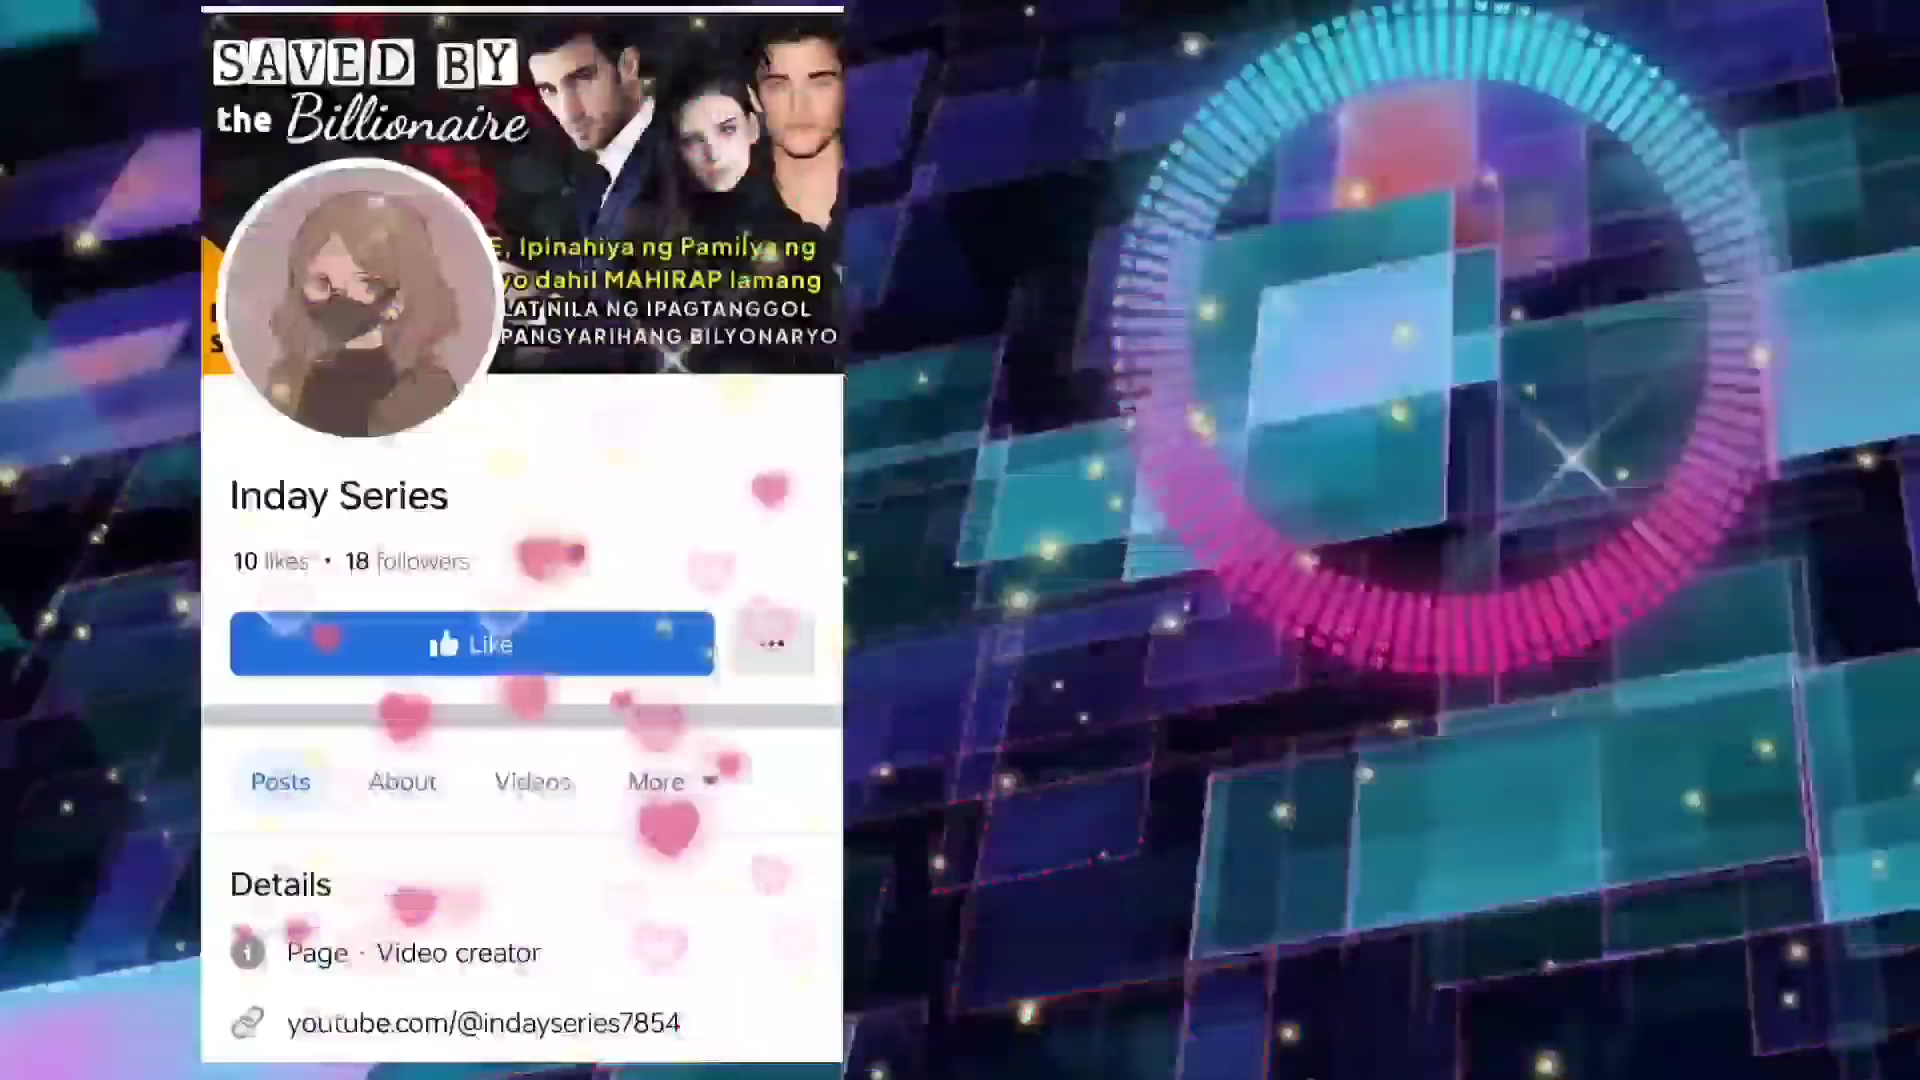 SAVED BY
the Billionaire
Ipinahiya ng Pamilya ng
yo dahil MAHIRAP lamang
NILA NG IPAGTANGGOL
PANGYARIHANG BILYONARYO
Inday Series
10 likes • 18 followers
Like
Posts About Videos More
Details
Page · Video creator
youtube.com/@indayseries7854